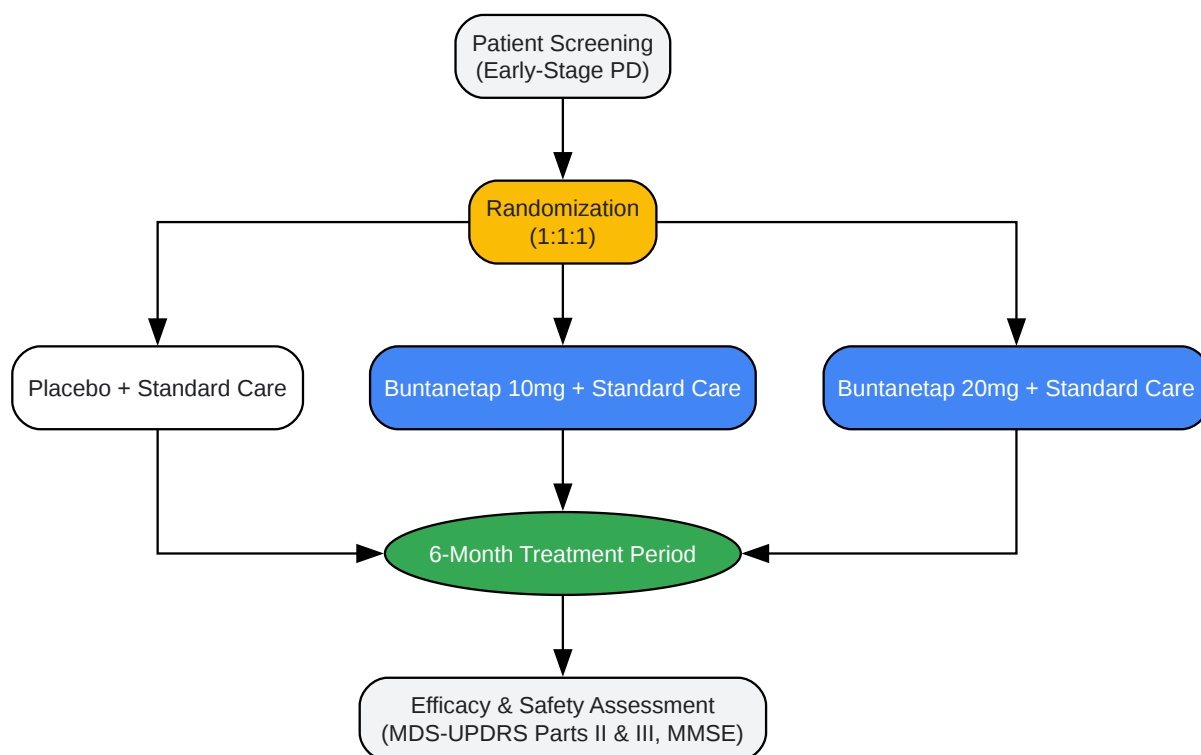 Patient Screening
(Early-Stage PD)
Randomization
(1:1:1)
Placebo + Standard Care
Buntanetap 10mg + Standard Care
Buntanetap 20mg + Standard Care
6-Month Treatment Period
Efficacy & Safety Assessment
(MDS-UPDRS Parts II & III, MMSE)